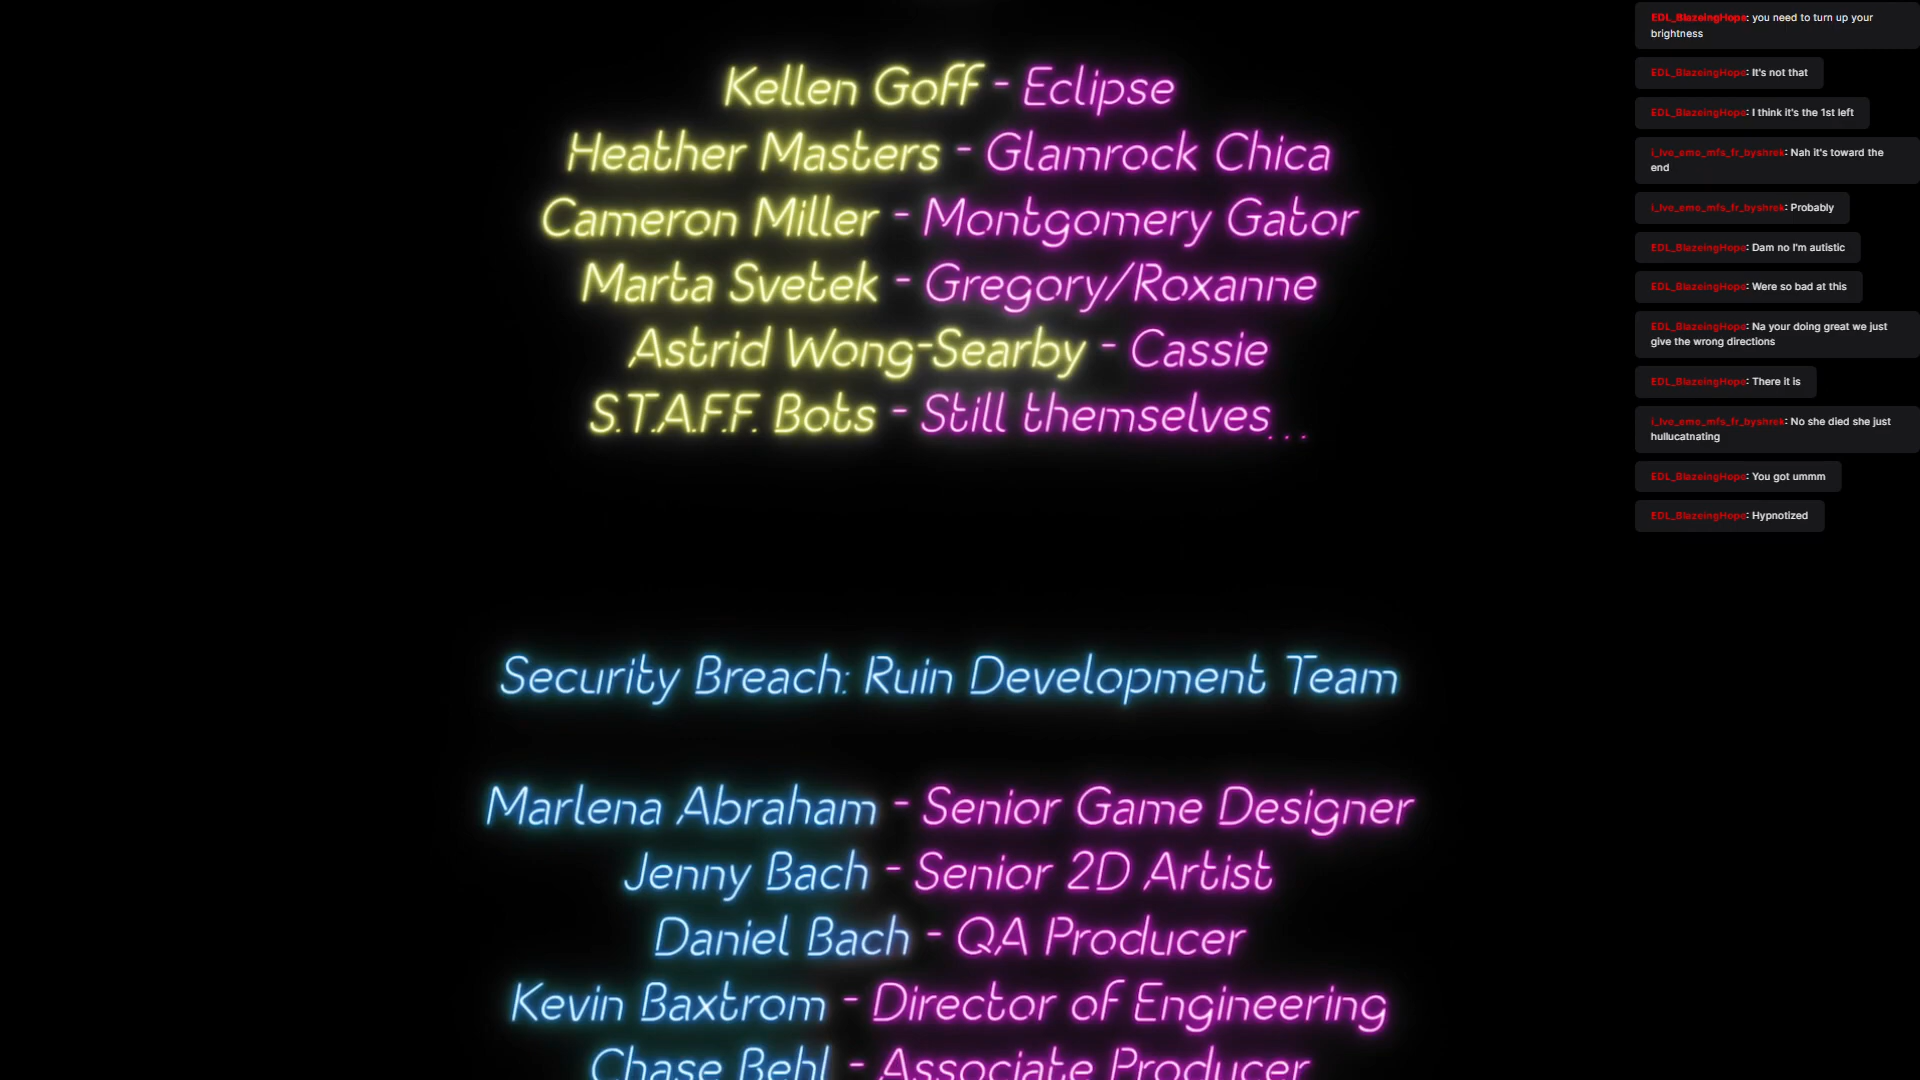 Kellen Goff - Eclipse
Heather Masters - Glamrock Chica
Cameron Miller - Montgomery Gator
Marta Svetek - Gregory/Roxanne
Astrid Wong-Searby - Cassie
S.T.A.F.F. Bots - Still themselves...
Security Breach: Ruin Development Team
Marlena Abraham - Senior Game Designer
Jenny Bach - Senior 2D Artist
Daniel Bach - QA Producer
Kevin Baxtrom - Director of Engineering
Chase Behl - Associate Producer
EDL_BlazeingHope: you need to turn up your
brightness
EDL_BlazeingHope: It's not that
EDL_BlazeingHope: I think it's the 1st left
i_lve_emo_mfs_fr_byshrek: Nah it's toward the
end
i_lve_emo_mfs_fr_byshrek: Probably
EDL_BlazeingHope: Dam no I'm autistic
EDL_BlazeingHope: Were so bad at this
EDL_BlazeingHope: Na your doing great we just
give the wrong directions
EDL_BlazeingHope: There it is
i_lve_emo_mfs_fr_byshrek: No she died she just
hullucatnating
EDL_BlazeingHope: You got ummm
EDL_BlazeingHope: Hypnotized